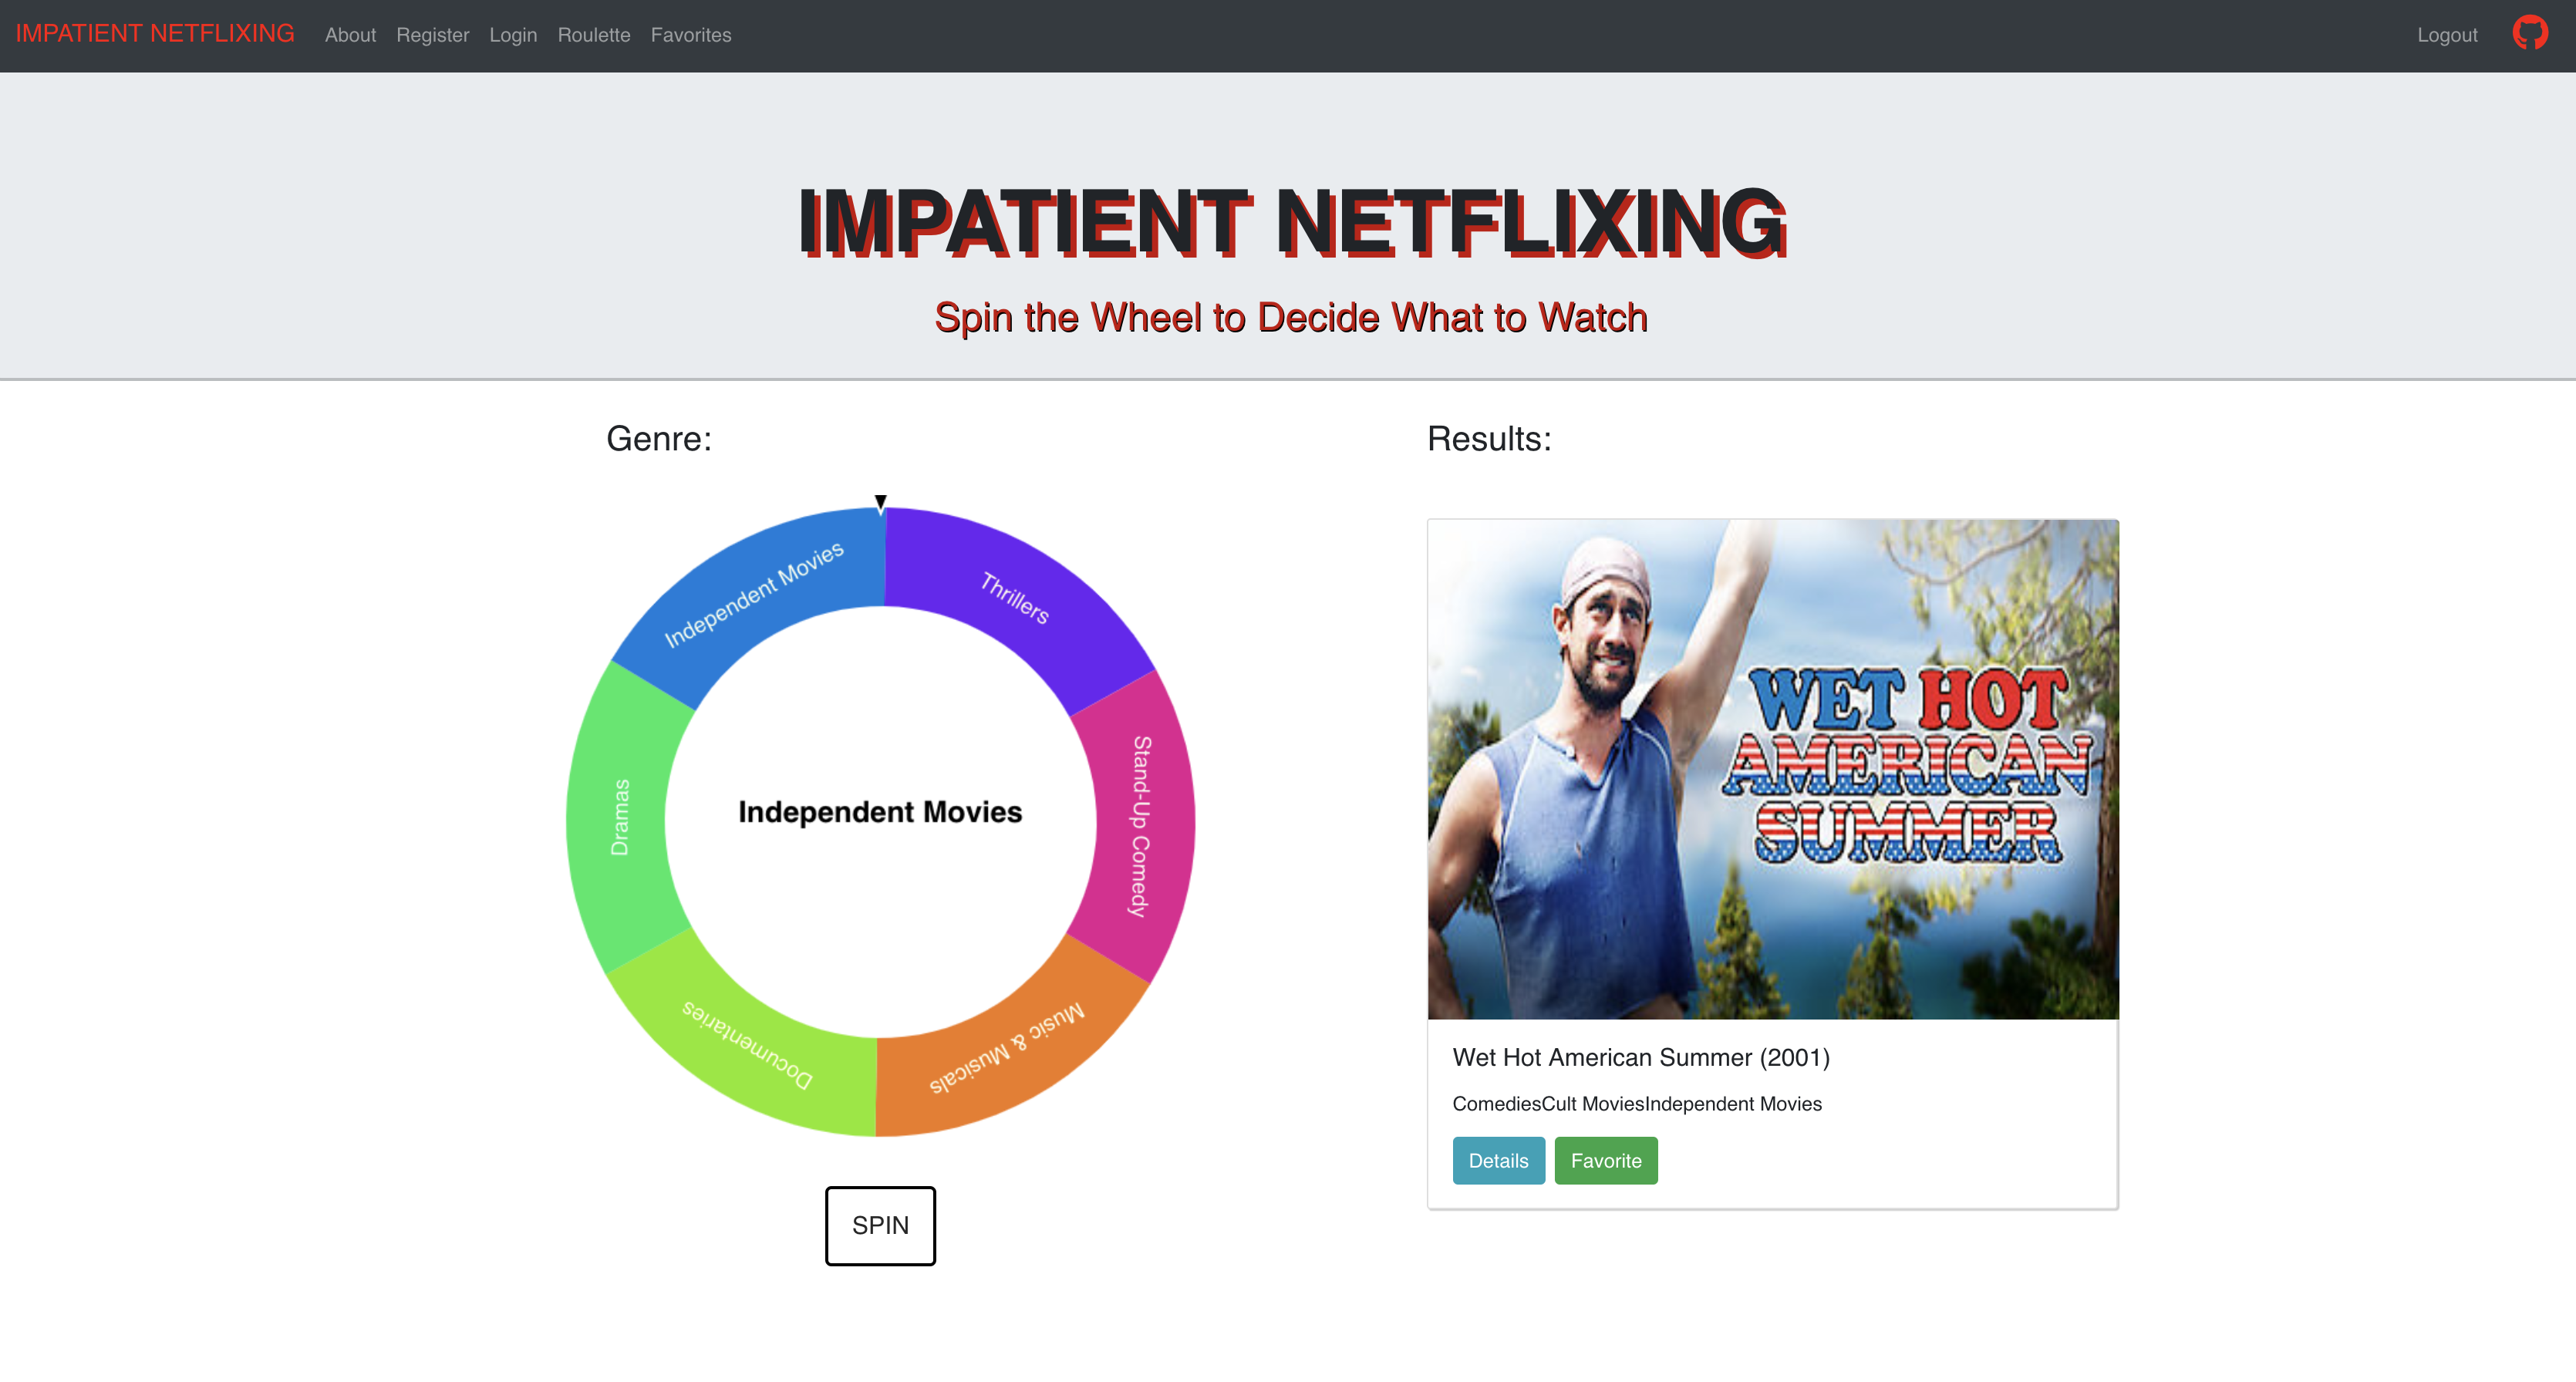 IMPATIENT NETFLIXING About Register Login Roulette Favorites Logout
IMPATIENT NETFLIXING
Spin the Wheel to Decide What to Watch
Genre:
Independent Movies
Thrillers
Stand-Up Comedy
Music & Musicals
Documentaries
Dramas
Independent Movies
SPIN
Results:
WET HOT
AMERICAN
SUMMER
Wet Hot American Summer (2001)
ComediesCult MoviesIndependent Movies
Details Favorite